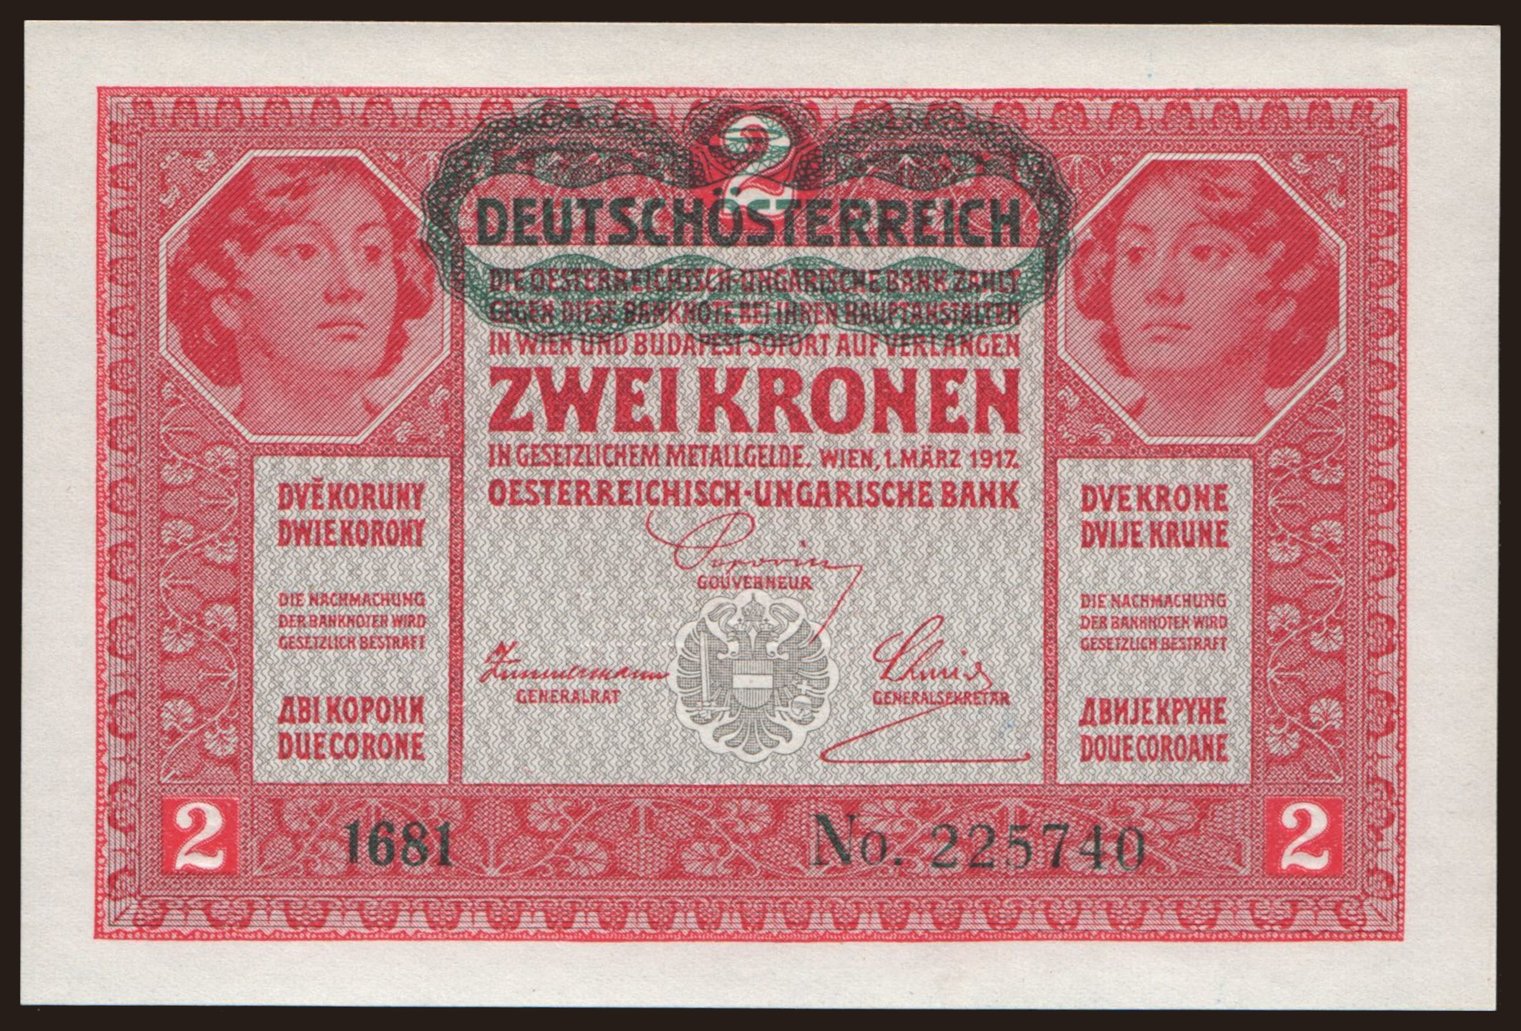 2
DEUTSCHÖSTERREICH
DIE OESTERREICHISCH-UNGARISCHE BANK ZAHLT
GEGEN DIESE BANKNOTE BEI IHREN HAUPTANSTALTEN
IN WIEN UND BUDAPEST SOFORT AUF VERLANGEN
ZWEI KRONEN
IN GESETZLICHEM METALLGELDE. WIEN, 1. MÄRZ 1917.
OESTERREICHISCH-UNGARISCHE BANK
Popovics
GOUVERNEUR
Zimmermann
GENERALRAT
Schmid
GENERALSEKRETÄR
DVĚ KORUNY
DWIE KORONY
DIE NACHMACHUNG
DER BANKNOTEN WIRD
GESETZLICH BESTRAFT
ДВІ КОРОНИ
DUE CORONE
DVE KRONE
DVIJE KRUNE
DIE NACHMACHUNG
DER BANKNOTEN WIRD
GESETZLICH BESTRAFT
ДВИЈЕ КРУНЕ
DOUE COROANE
2
1681
No. 225740
2